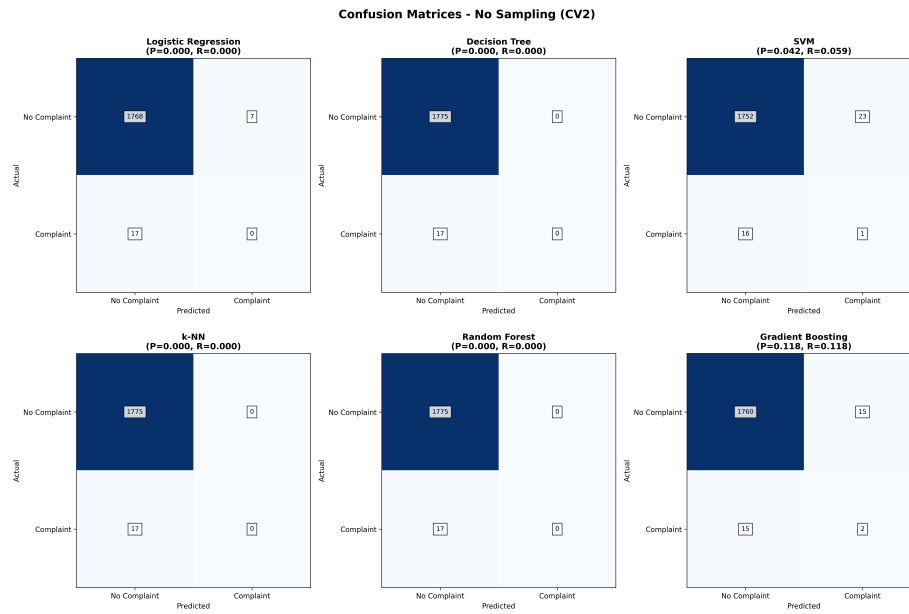 Confusion Matrices - No Sampling (CV2)
Logistic Regression
(P=0.000, R=0.000)
No Complaint
1768
7
Actual
Complaint
17
0
No Complaint
Complaint
Predicted
Decision Tree
(P=0.000, R=0.000)
No Complaint
1775
0
Actual
Complaint
17
0
No Complaint
Complaint
Predicted
SVM
(P=0.042, R=0.059)
No Complaint
1752
23
Actual
Complaint
16
1
No Complaint
Complaint
Predicted
k-NN
(P=0.000, R=0.000)
No Complaint
1775
0
Actual
Complaint
17
0
No Complaint
Complaint
Predicted
Random Forest
(P=0.000, R=0.000)
No Complaint
1775
0
Actual
Complaint
17
0
No Complaint
Complaint
Predicted
Gradient Boosting
(P=0.118, R=0.118)
No Complaint
1760
15
Actual
Complaint
15
2
No Complaint
Complaint
Predicted